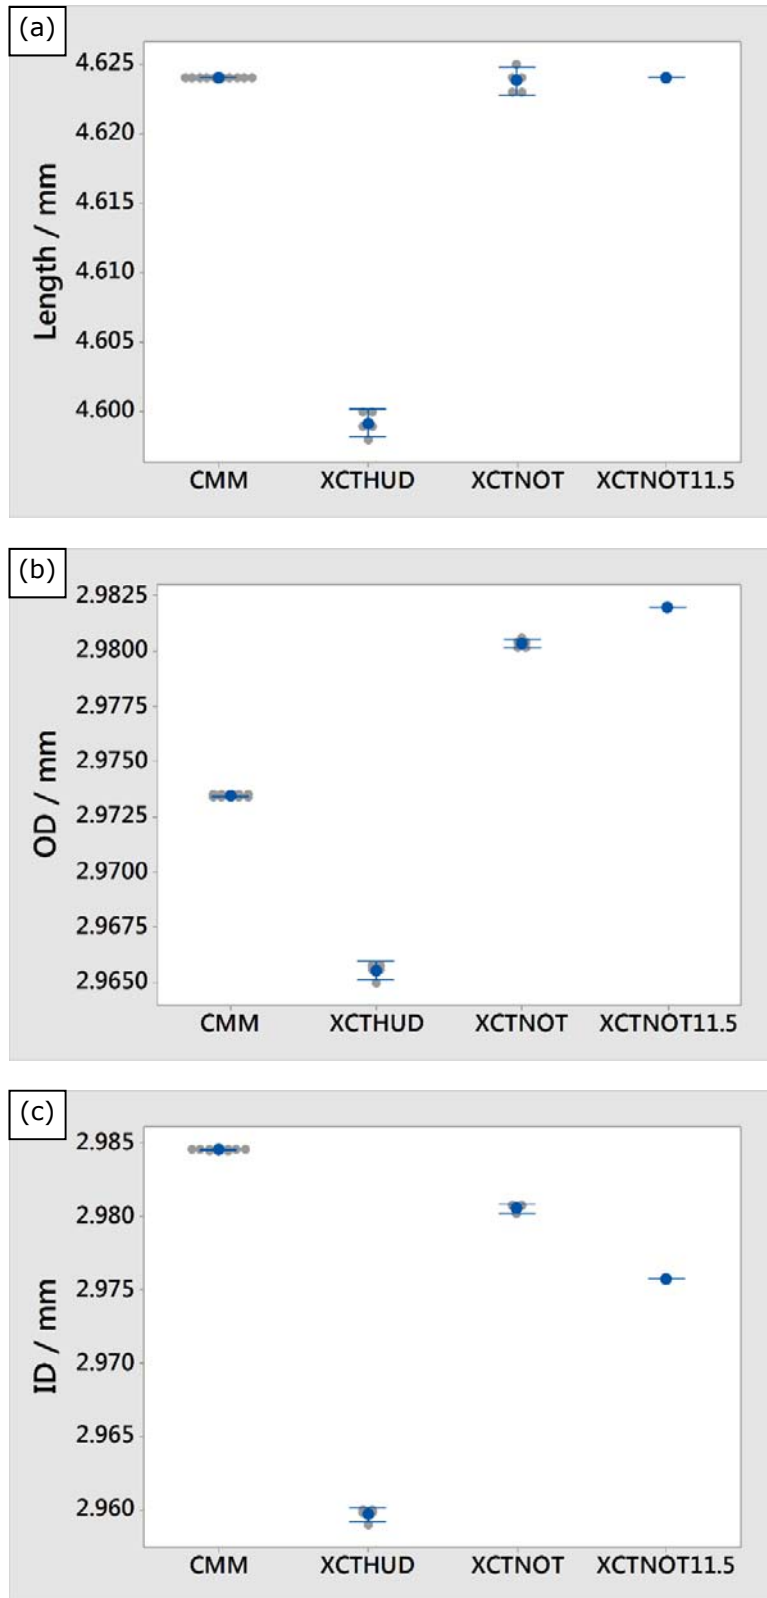 (a)
Length / mm
4.625
4.620
4.615
4.610
4.605
4.600
CMM XCTHUD XCTNOT XCTNOT11.5
(b)
OD / mm
2.9825
2.9800
2.9775
2.9750
2.9725
2.9700
2.9675
2.9650
CMM XCTHUD XCTNOT XCTNOT11.5
(c)
ID / mm
2.985
2.980
2.975
2.970
2.965
2.960
CMM XCTHUD XCTNOT XCTNOT11.5